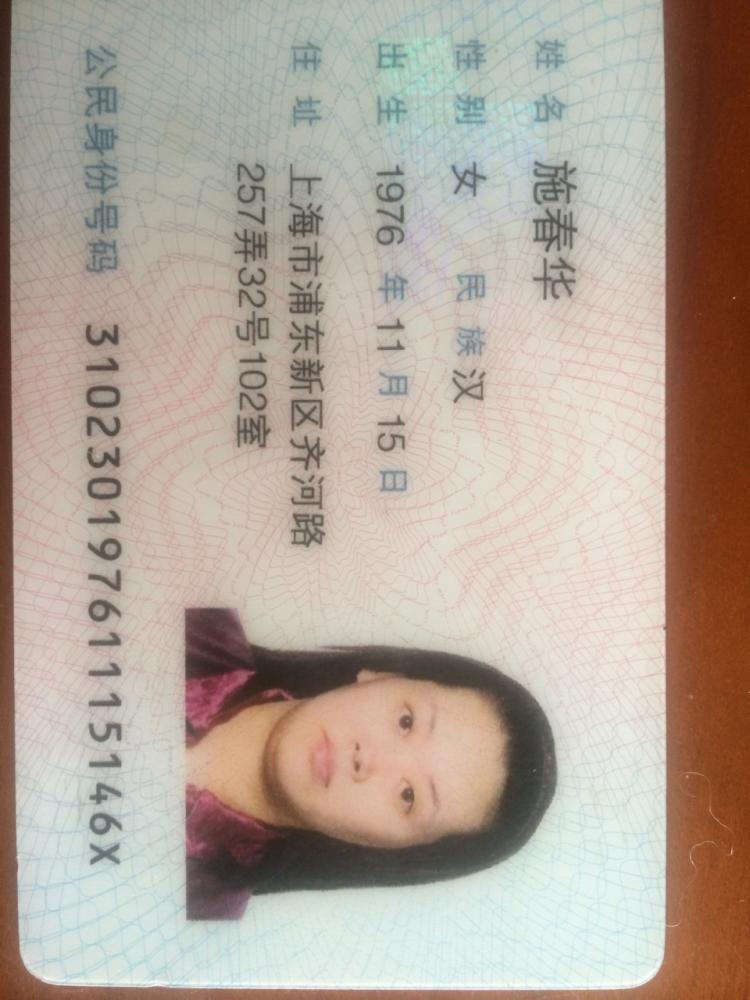 姓名 施春华
性别 女 民族 汉
出生 1976 年 11 月 15 日
住址 上海市浦东新区齐河路
257弄32号102室
公民身份号码 31023019761115146X